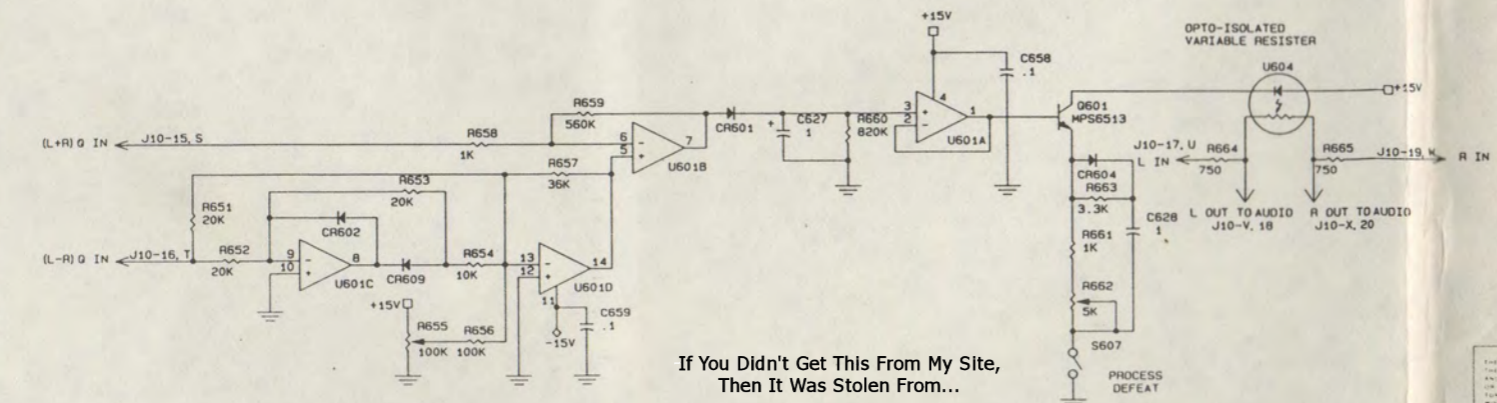 +15V
OPTO-ISOLATED
VARIABLE RESISTER
U604
C658
.1
+15V
4
Q601
MPS6513
R659
560K
3
+
2
-
1
U601A
C627
1
+
R660
820K
CR601
(L+R)Q IN
J10-15, S
R658
1K
6
-
5
+
7
U601B
J10-17, U
L IN
R664
750
R665
750
J10-19, W
R IN
R657
36K
CR604
R663
3.3K
R653
20K
R651
20K
CR602
L OUT TO AUDIO
J10-V, 18
R OUT TO AUDIO
J10-X, 20
C628
1
R661
1K
(L-R)Q IN
J10-16, T
R652
20K
9
-
10
+
8
U601C
CR609
R654
10K
13
-
12
+
14
U601D
11
R662
5K
+15V
C659
.1
R655
100K
R656
100K
-15V
S607
PROCESS
DEFEAT
If You Didn't Get This From My Site,
Then It Was Stolen From...